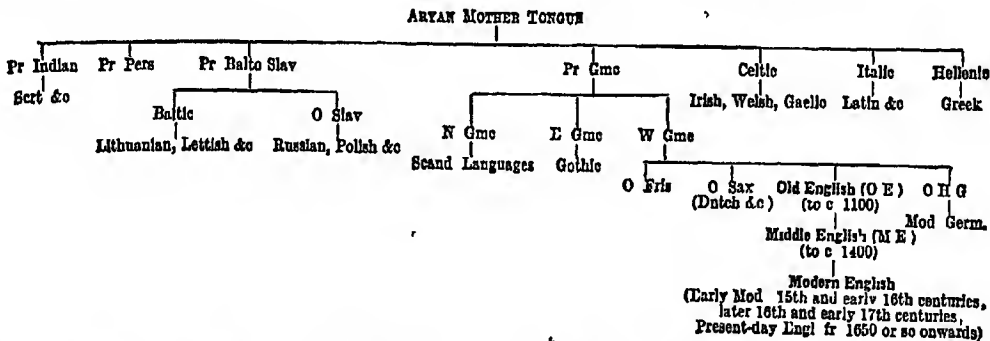 ARYAN MOTHER TONGUE
Pr Indian Pr Pers Pr Balto Slav Pr Gmc Celtic Italic Hellenic
Scrt &c Irish, Welsh, Gaelic Latin &c Greek
Baltic O Slav N Gmc E Gmc W Gmc
Lithuanian, Lettish &c Russian, Polish &c Scand Languages Gothic
O Fris O Sax Old English (O E) O H G
(Dutch &c) (to c 1100) Mod Germ.
Middle English (M E)
(to c 1400)
Modern English
(Early Mod 15th and early 16th centuries,
later 16th and early 17th centuries,
Present-day Engl fr 1650 or so onwards)